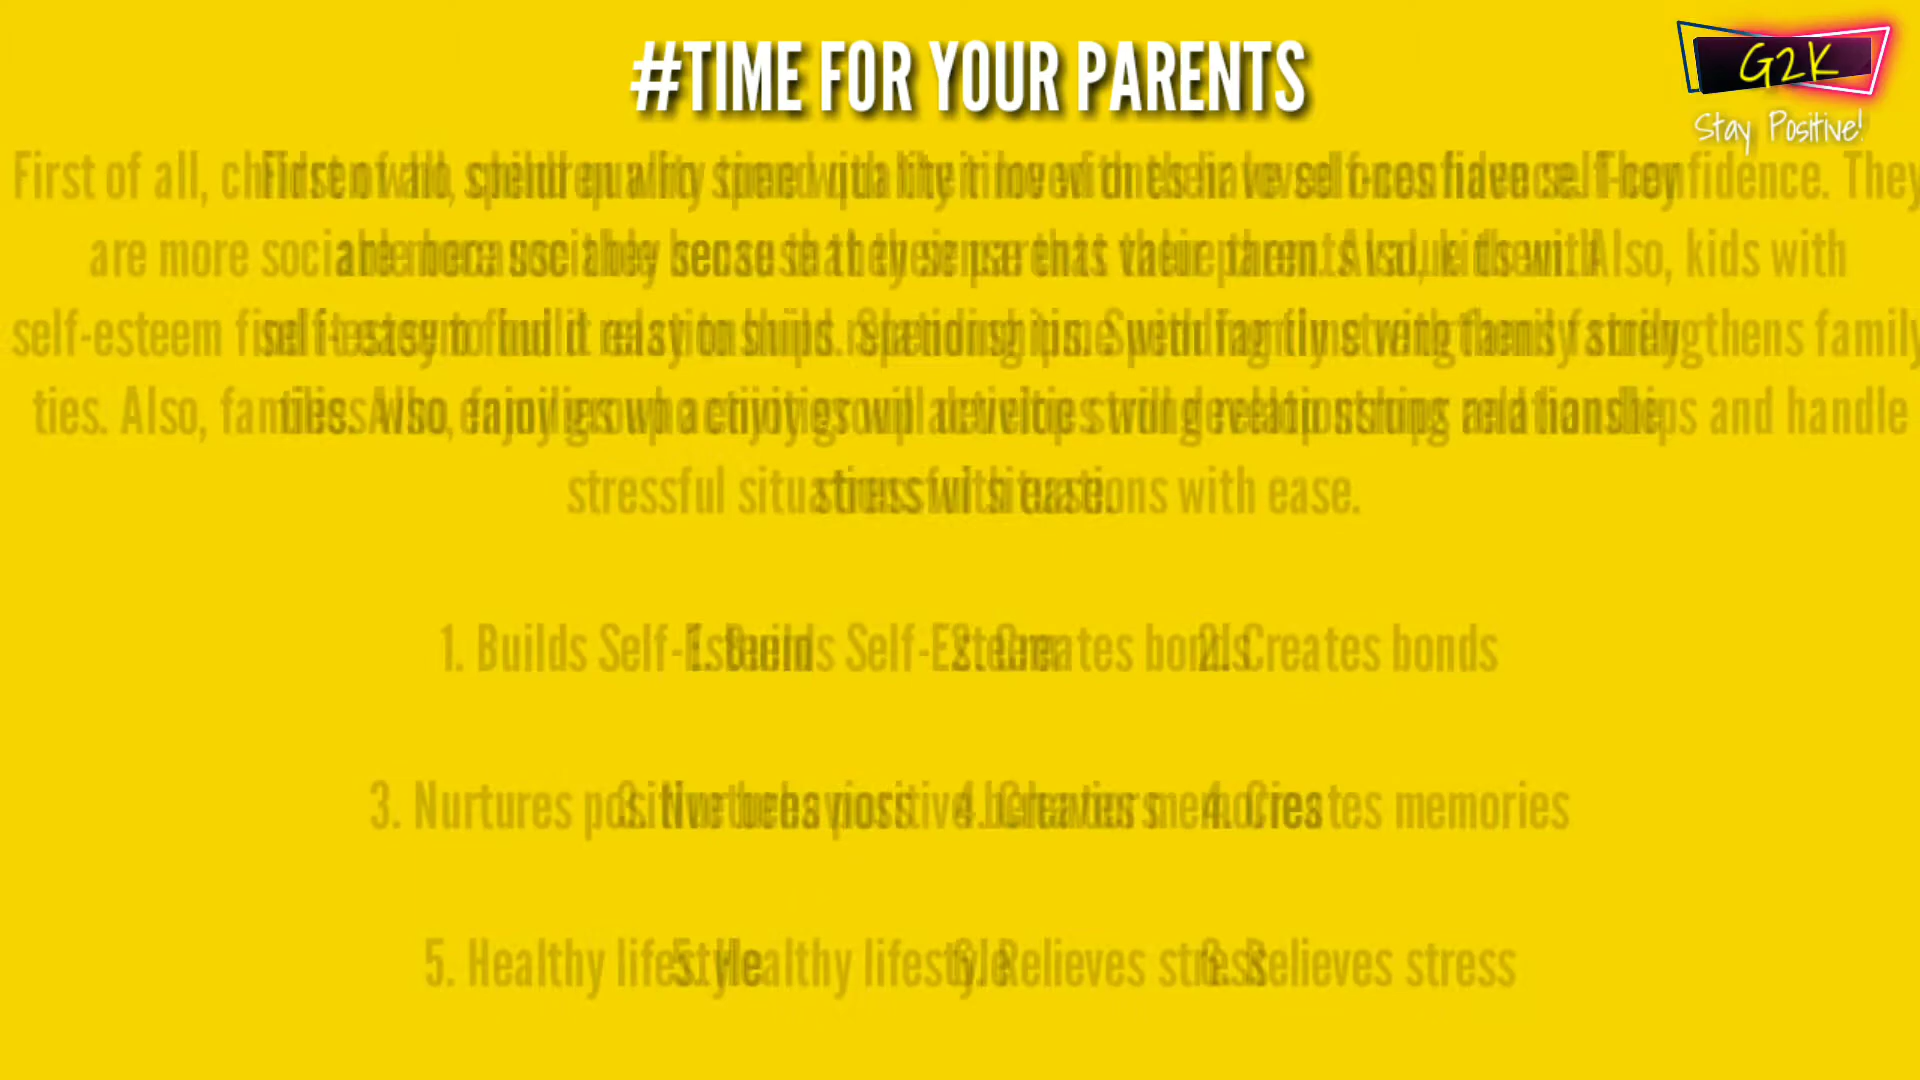 #TIME FOR YOUR PARENTS
G2K
Stay Positive!
First of all, children who spend quality time with their loved ones have self-confidence. They
are more sociable because they sense that their parents value them. Also, kids with
self-esteem find it easy to build relationships. Spending time with family strengthens family
ties. Also, families who enjoy group activities will develop strong relationships and handle
stressful situations with ease.
1. Builds Self-Esteem 2. Creates bonds
3. Nurtures positive behaviors 4. Creates memories
5. Healthy lifestyle 6. Relieves stress